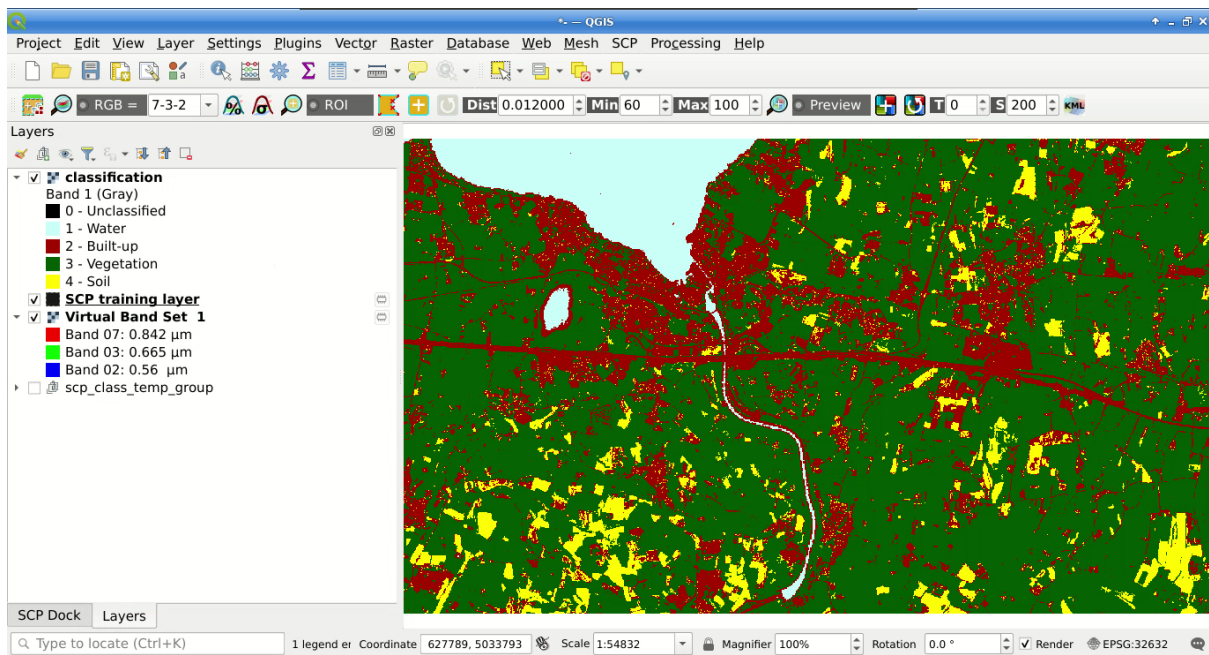 *- — QGIS
Project Edit View Layer Settings Plugins Vector Raster Database Web Mesh SCP Processing Help
RGB = 7-3-2 ROI Dist 0.012000 Min 60 Max 100 Preview T 0 S 200 KML
Layers
classification
Band 1 (Gray)
0 - Unclassified
1 - Water
2 - Built-up
3 - Vegetation
4 - Soil
SCP training layer
Virtual Band Set 1
Band 07: 0.842 µm
Band 03: 0.665 µm
Band 02: 0.56 µm
scp_class_temp_group
SCP Dock Layers
Type to locate (Ctrl+K) 1 legend er Coordinate 627789, 5033793 Scale 1:54832 Magnifier 100% Rotation 0.0 ° Render EPSG:32632